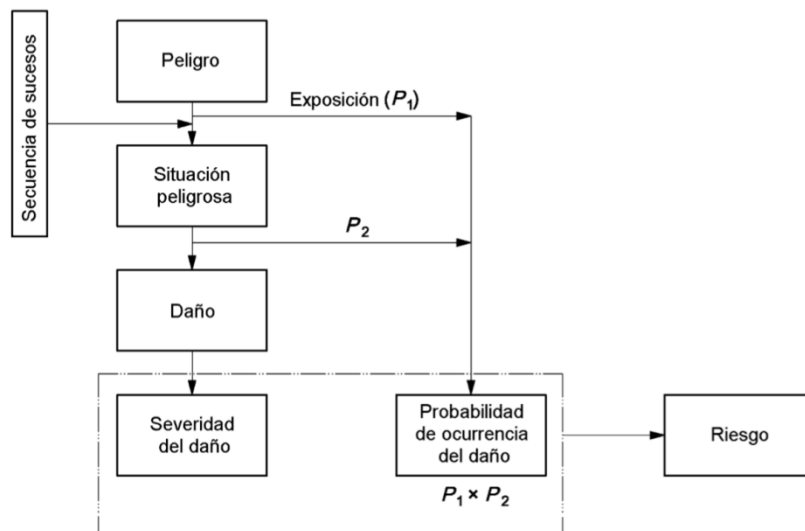 Secuencia de sucesos
Peligro
Exposición (P1)
Situación
peligrosa
P2
Daño
Severidad
del daño
Probabilidad
de ocurrencia
del daño
P1 × P2
Riesgo